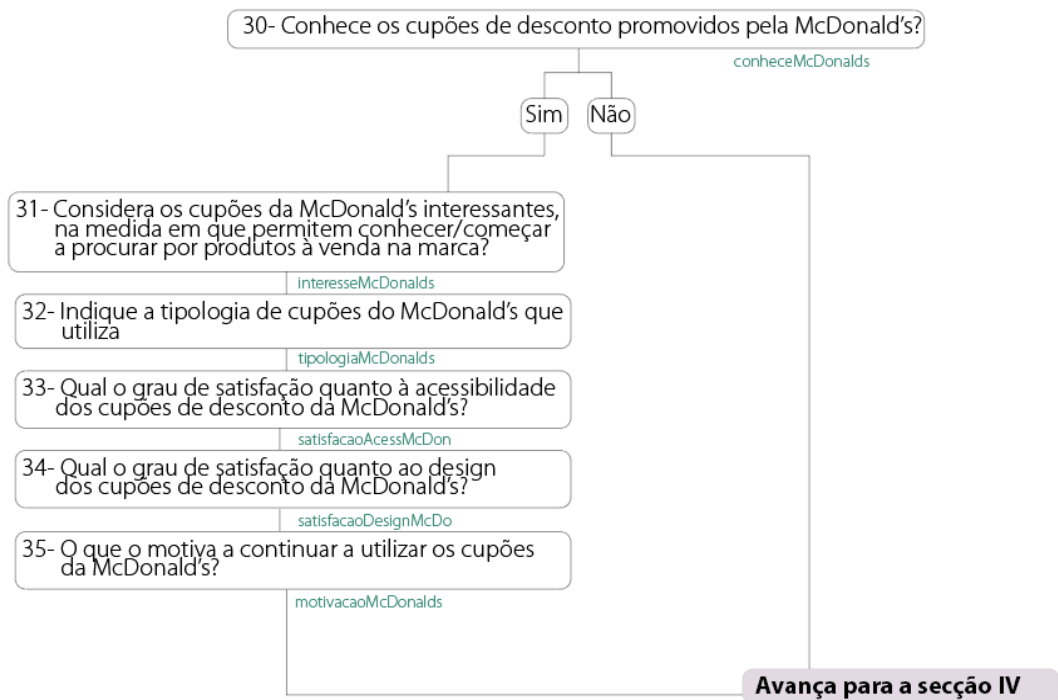 30- Conhece os cupões de desconto promovidos pela McDonald's?
conheceMcDonalds
Sim
Não
31- Considera os cupões da McDonald's interessantes,
na medida em que permitem conhecer/começar
a procurar por produtos à venda na marca?
interesseMcDonalds
32- Indique a tipologia de cupões do McDonald's que
utiliza
tipologiaMcDonalds
33- Qual o grau de satisfação quanto à acessibilidade
dos cupões de desconto da McDonald's?
satisfacaoAcessMcDon
34- Qual o grau de satisfação quanto ao design
dos cupões de desconto da McDonald's?
satisfacaoDesignMcDo
35- O que o motiva a continuar a utilizar os cupões
da McDonald's?
motivacaoMcDonalds
Avança para a secção IV